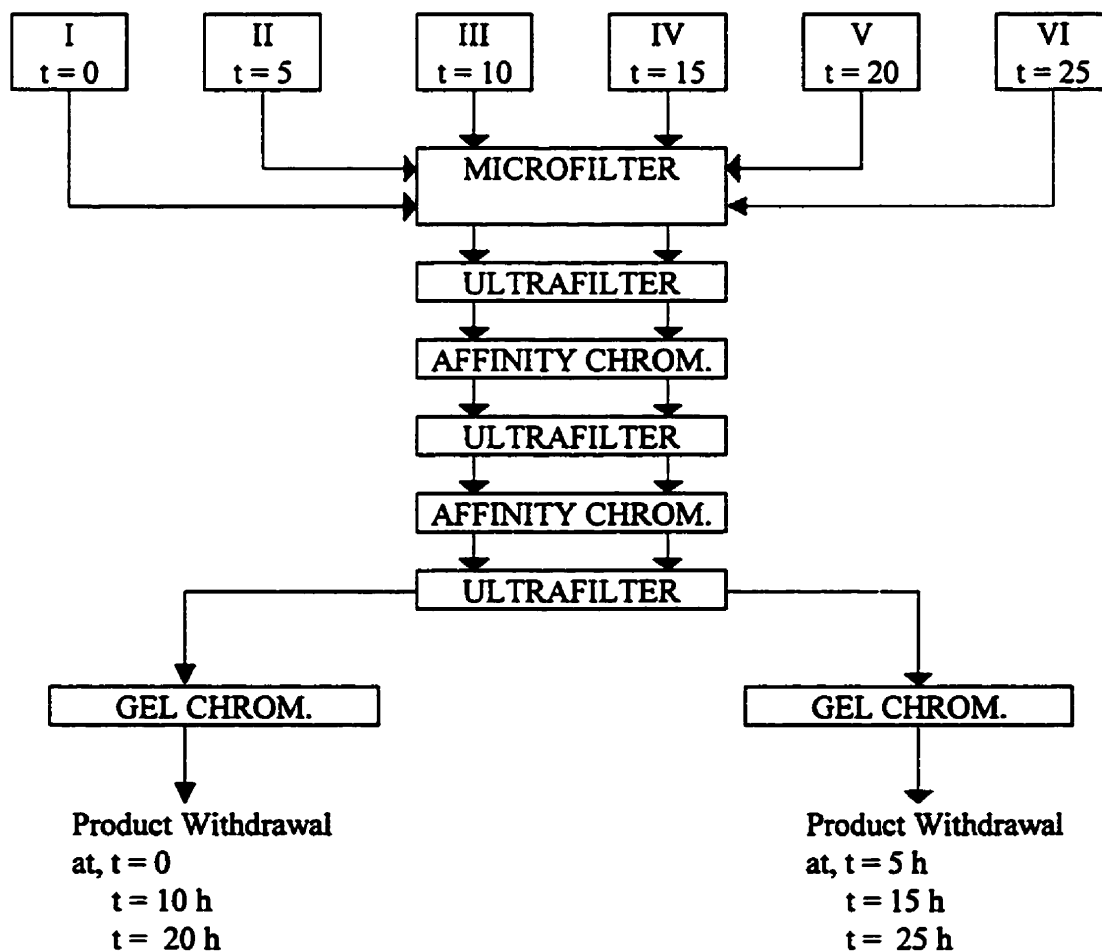 I
t = 0
II
t = 5
III
t = 10
IV
t = 15
V
t = 20
VI
t = 25
MICROFILTER
ULTRAFILTER
AFFINITY CHROM.
ULTRAFILTER
AFFINITY CHROM.
ULTRAFILTER
GEL CHROM.
GEL CHROM.
Product Withdrawal
at, t = 0
t = 10 h
t = 20 h
Product Withdrawal
at, t = 5 h
t = 15 h
t = 25 h